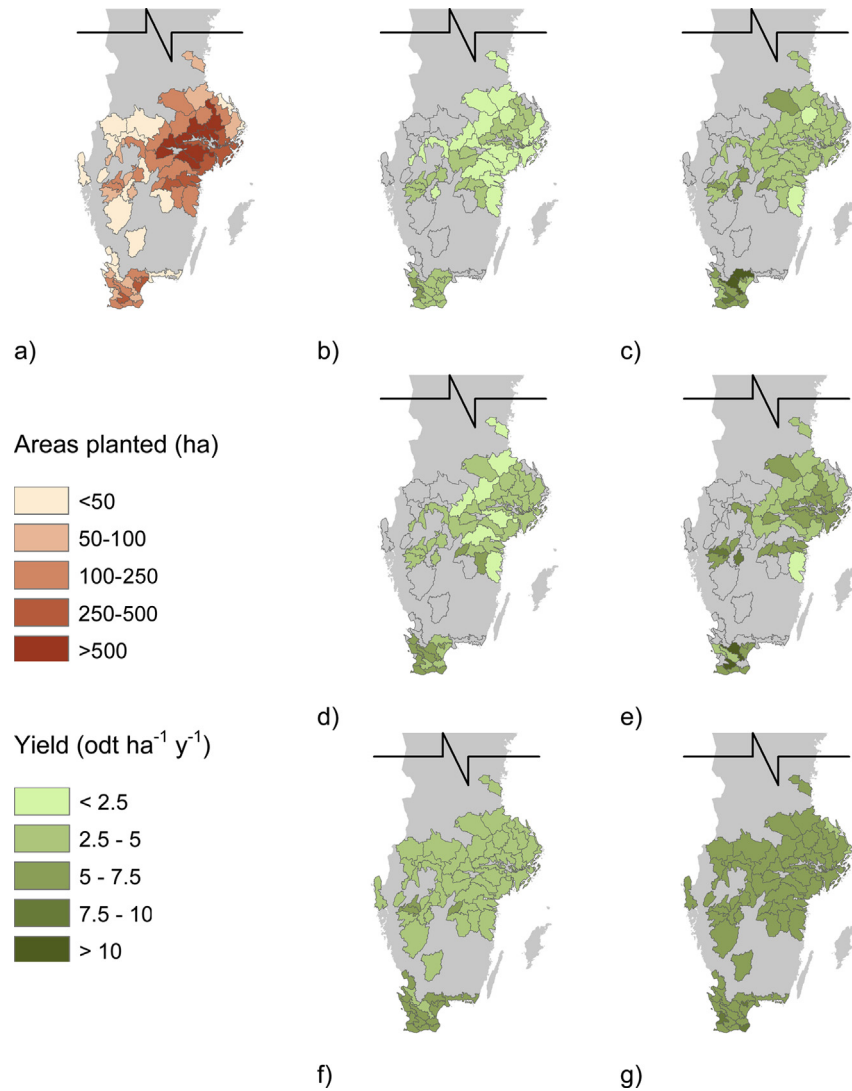 a)
b)
c)
Areas planted (ha)
<50
50-100
100-250
250-500
>500
d)
e)
Yield (odt ha⁻¹ y⁻¹)
< 2.5
2.5 - 5
5 - 7.5
7.5 - 10
> 10
f)
g)